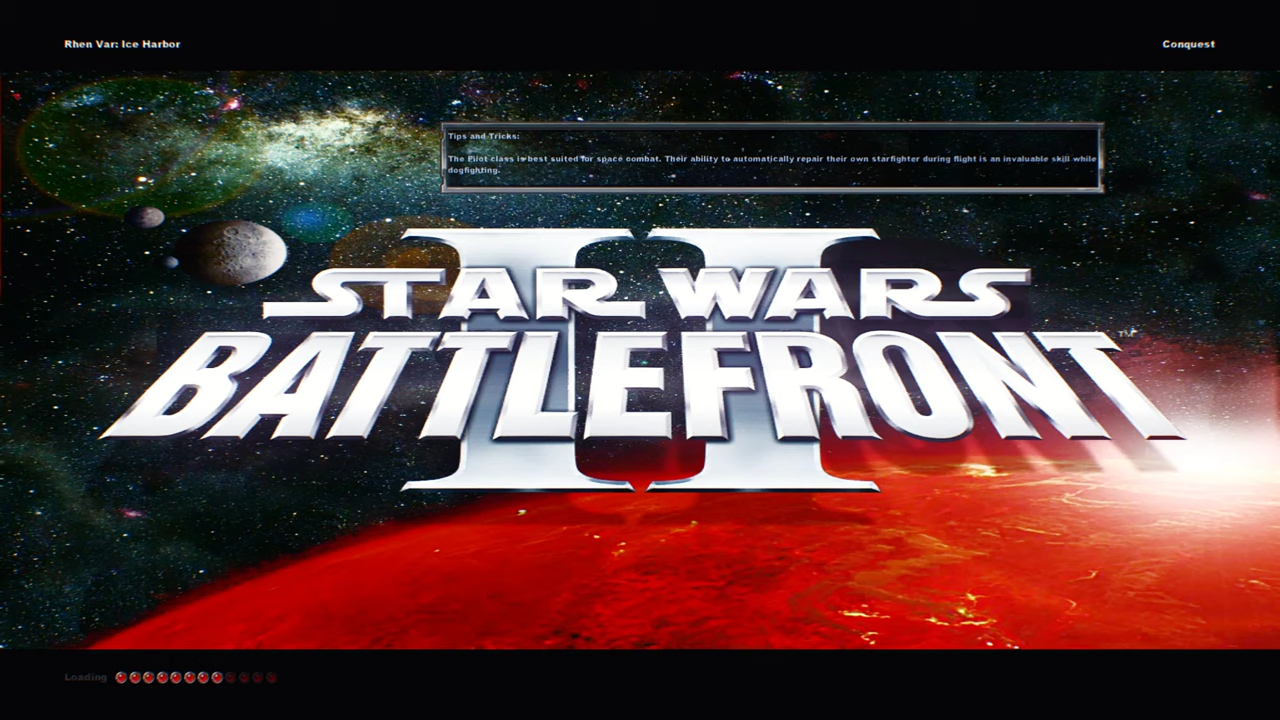 Rhen Var: Ice Harbor
Conquest
Tips and Tricks:
The Pilot class is best suited for space combat. Their ability to automatically repair their own starfighter during flight is an invaluable skill while
dogfighting.
II
STAR WARS
BATTLEFRONT™
Loading